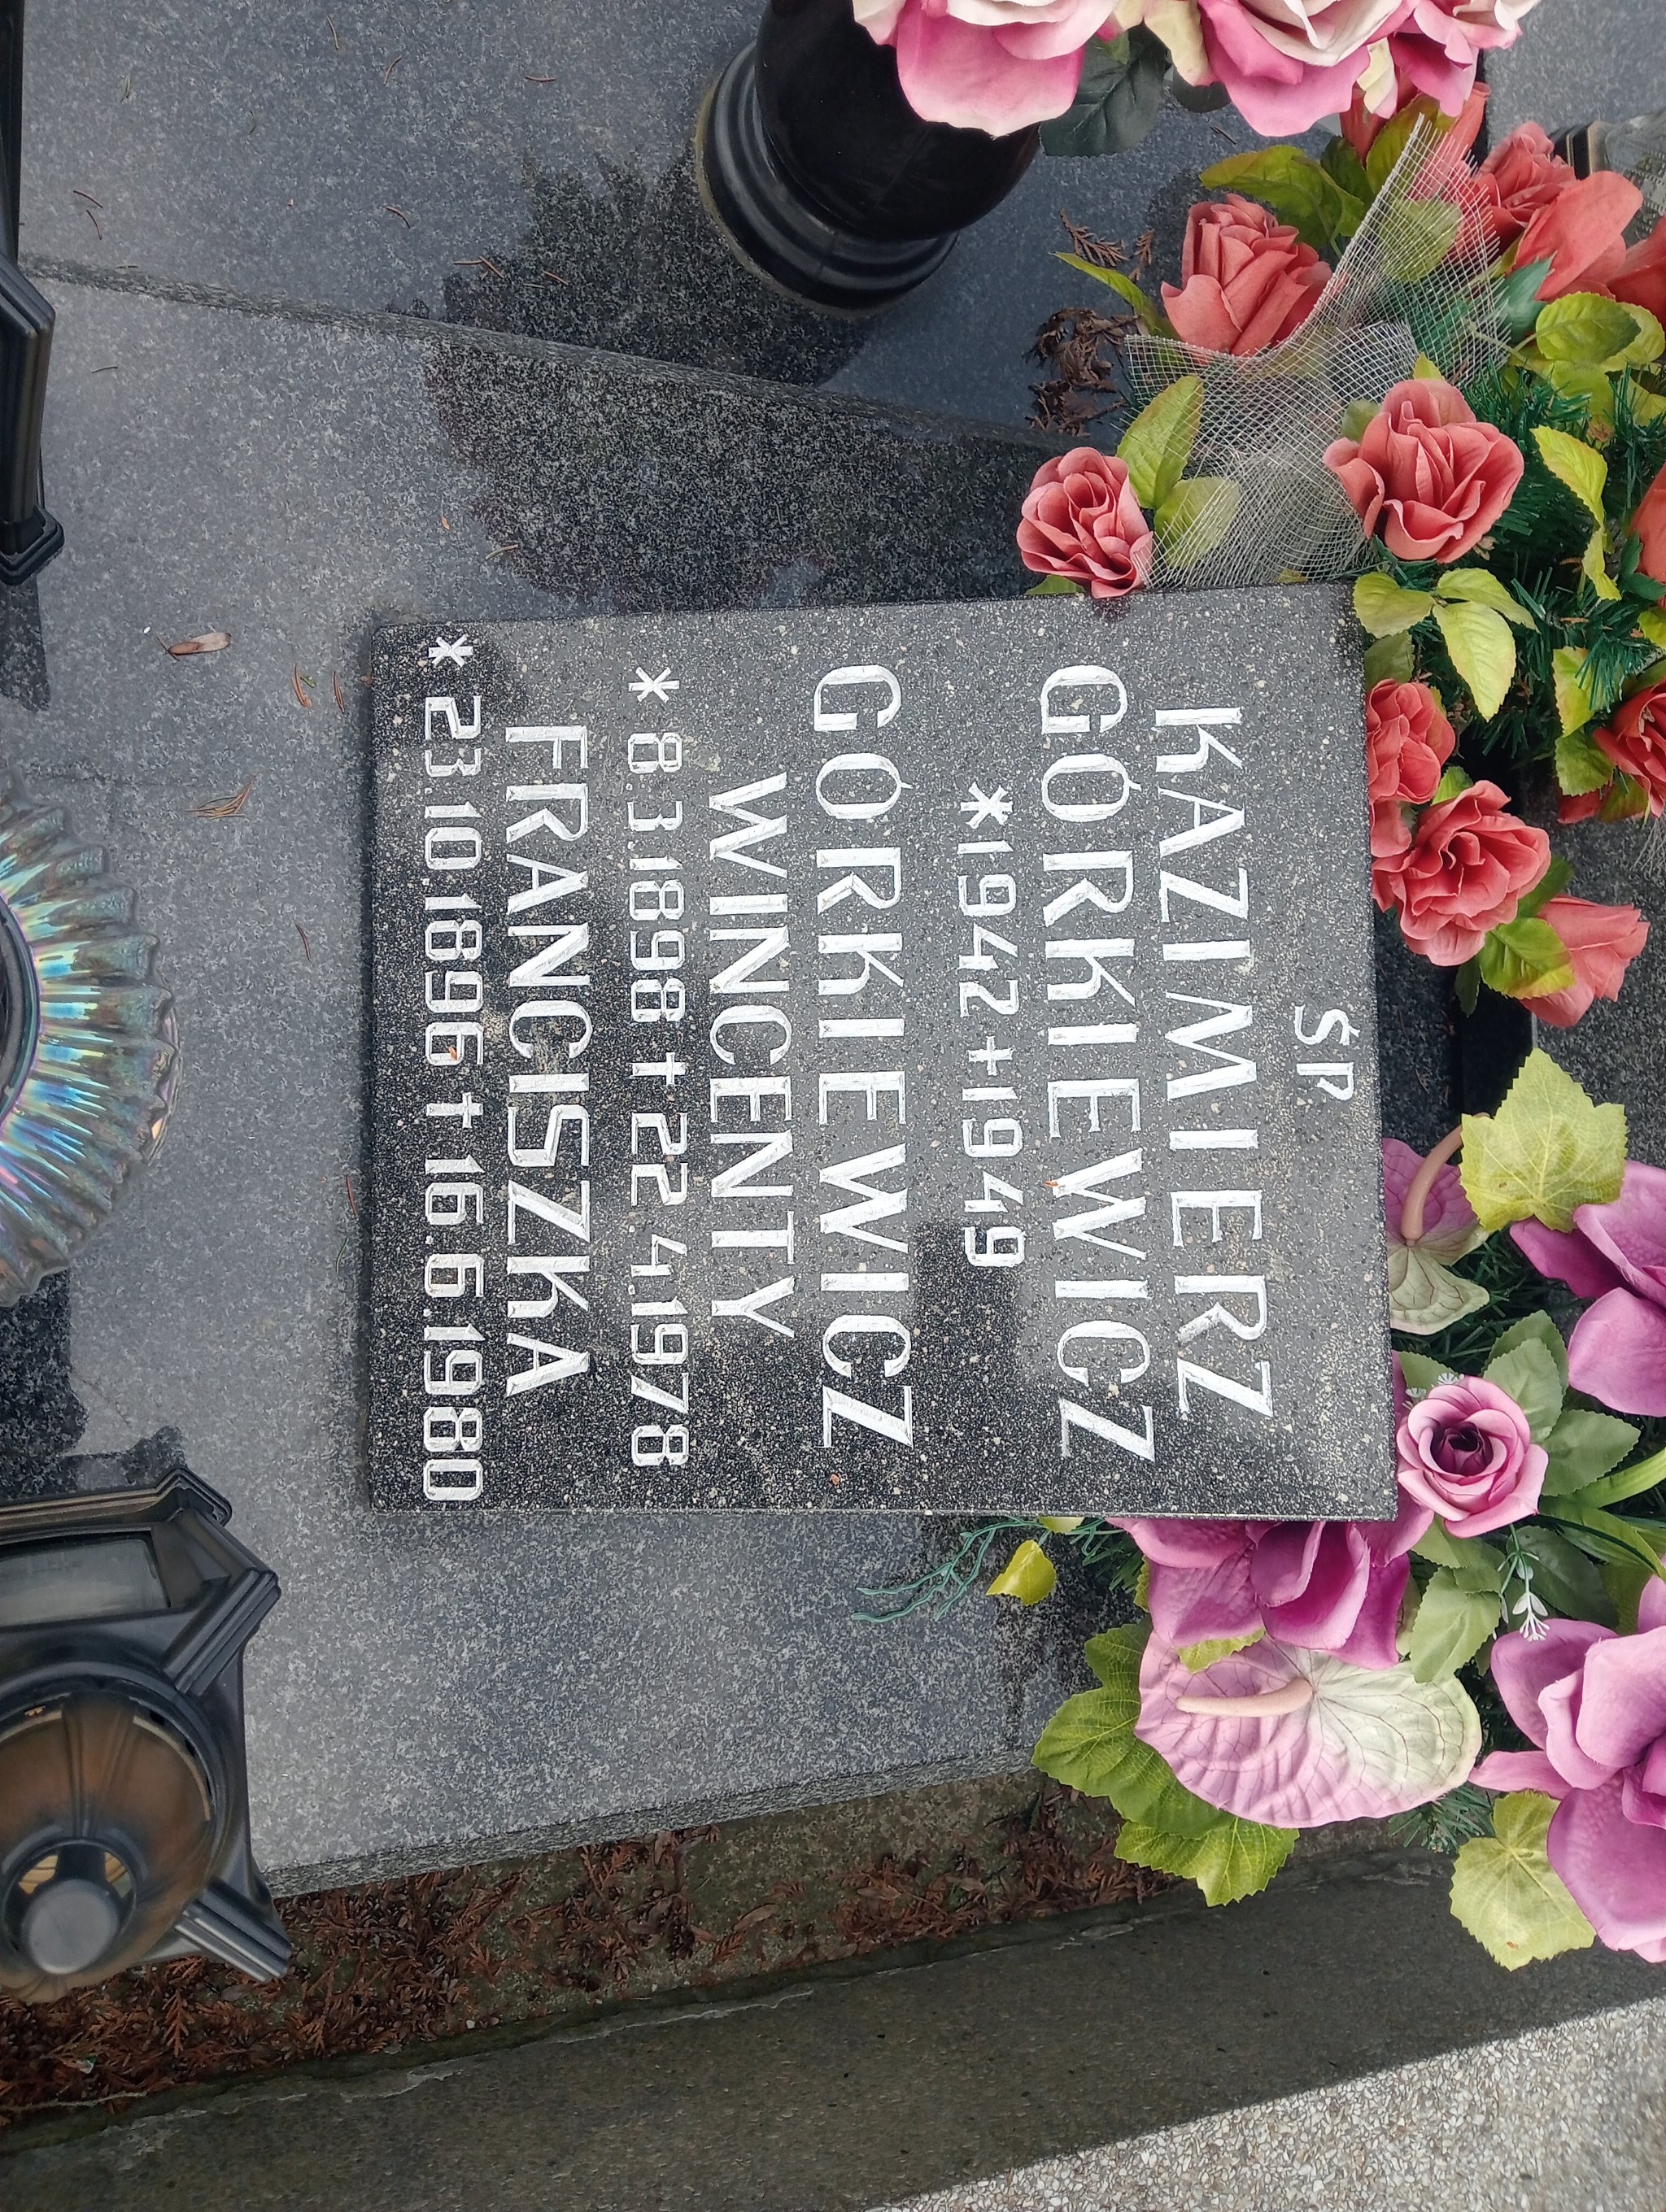 ŚP
KAZIMIERZ
GÓRKIEWICZ
*1942+1949
GÓRKIEWICZ
WINCENTY
* 8.3.1898 + 22.4.1978
FRANCISZKA
* 23.10.1896 + 16.6.1980